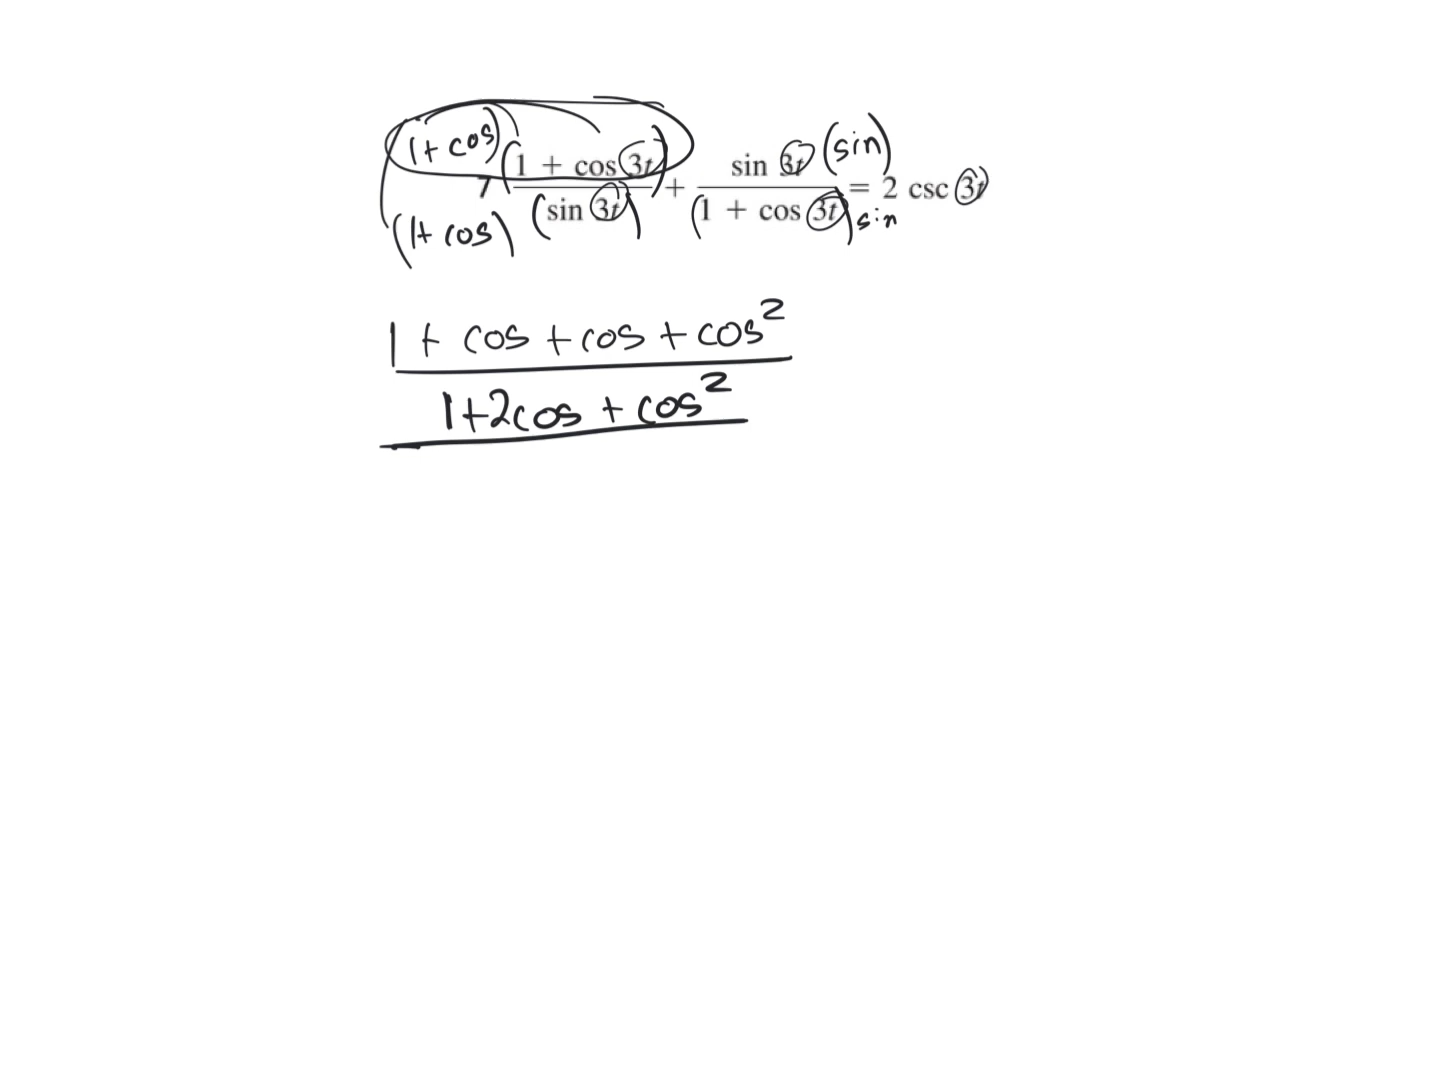 (1 + cos) (1 + cos 3t) / (sin 3t) (1 + cos) + sin 3t (sin) / (1 + cos 3t) sin = 2 csc 3t
1 + cos + cos + cos²
1 + 2cos + cos²